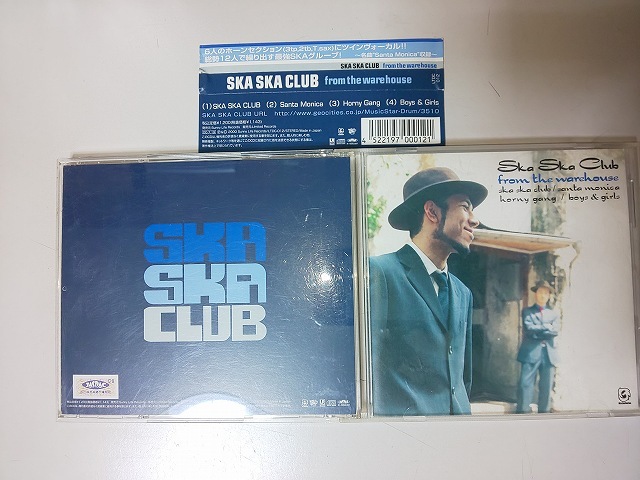 6人のホーンセクション(3tp,2tb,T.sax)にツインヴォーカル!!
総勢12人で繰り出す最強SKAグループ! ～名曲"Santa Monica"収録～
SKA SKA CLUB from the warehouse
SKA SKA CLUB from the warehouse
(1) SKA SKA CLUB (2) Santa Monica (3) Horny Gang (4) Boys & Girls
SKA SKA CLUB URL http://www.geocities.co.jp/MusicStar-Drum/3510
4 522197 000121
SKA
SKA
CLUB
Ska Ska Club
from the warehouse
ska ska club / santa monica
horny gang / boys & girls